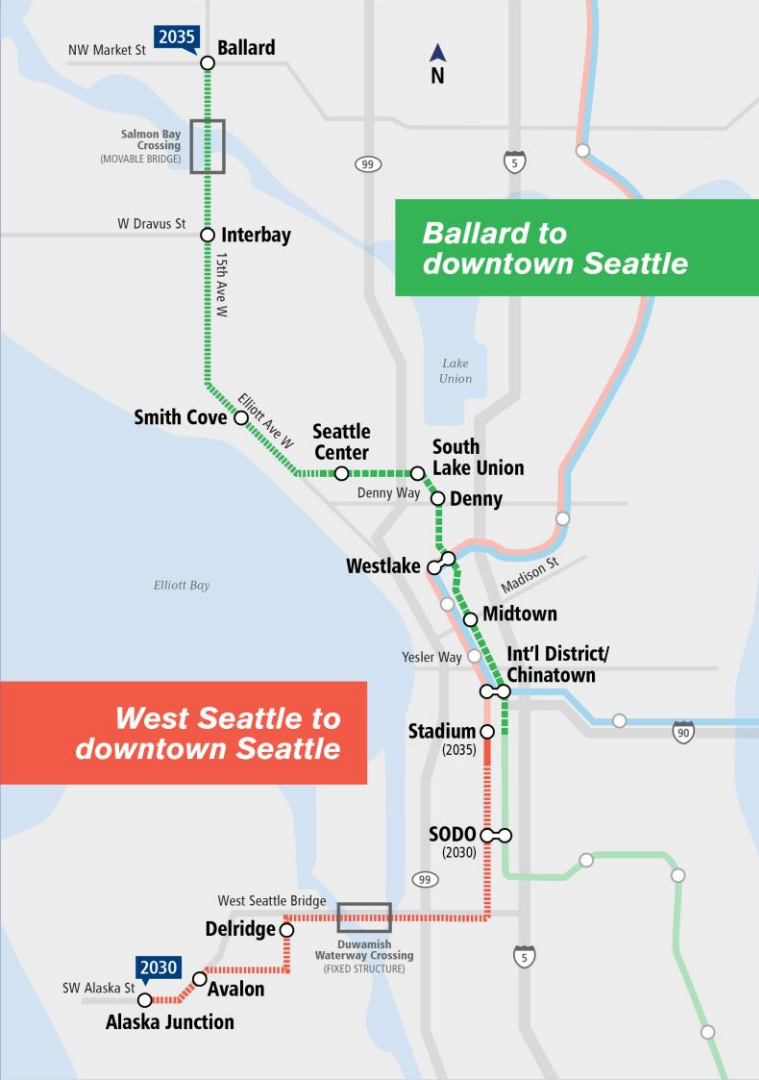 2035
NW Market St
Ballard
N
Salmon Bay
Crossing
(MOVABLE BRIDGE)
99
5
W Dravus St
Interbay
Ballard to
downtown Seattle
15th Ave W
Lake
Union
Smith Cove
Elliott Ave W
Seattle
Center
South
Lake Union
Denny Way
Denny
Westlake
Madison St
Elliott Bay
Midtown
Yesler Way
Int'l District/
Chinatown
West Seattle to
downtown Seattle
Stadium
(2035)
90
SODO
(2030)
99
West Seattle Bridge
Delridge
Duwamish
Waterway Crossing
(FIXED STRUCTURE)
5
2030
SW Alaska St
Avalon
Alaska Junction